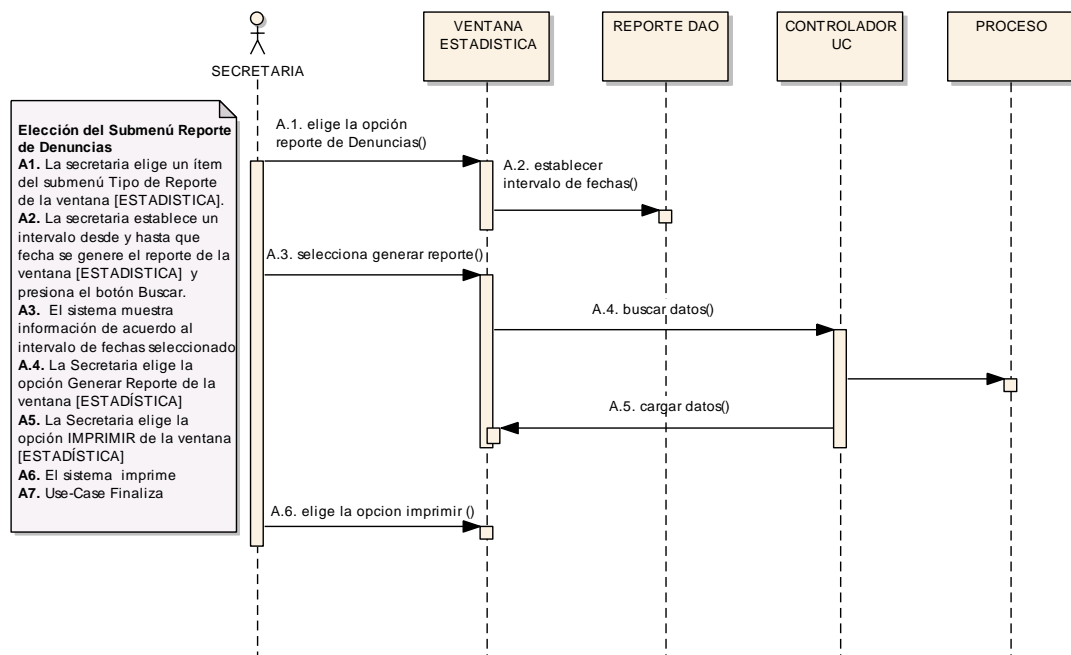 SECRETARIA
VENTANA
ESTADISTICA
REPORTE DAO
CONTROLADOR
UC
PROCESO
Elección del Submenú Reporte
de Denuncias
A1. La secretaria elige un ítem
del submenú Tipo de Reporte
de la ventana [ESTADISTICA].
A2. La secretaria establece un
intervalo desde y hasta que
fecha se genere el reporte de la
ventana [ESTADISTICA] y
presiona el botón Buscar.
A3. El sistema muestra
información de acuerdo al
intervalo de fechas seleccionado
A.4. La Secretaria elige la
opción Generar Reporte de la
ventana [ESTADÍSTICA]
A5. La Secretaria elige la
opción IMPRIMIR de la ventana
[ESTADÍSTICA]
A6. El sistema imprime
A7. Use-Case Finaliza
A.1. elige la opción
reporte de Denuncias()
A.2. establecer
intervalo de fechas()
A.3. selecciona generar reporte()
A.4. buscar datos()
A.5. cargar datos()
A.6. elige la opcion imprimir ()